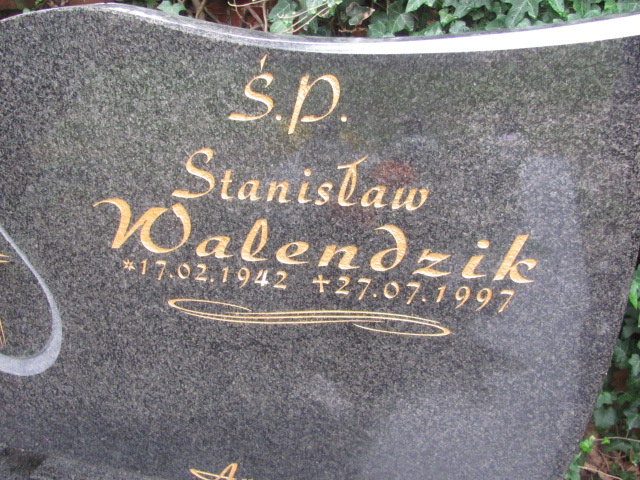 Ś.P.
Stanisław
Walendzik
*17.02.1942 +27.07.1997